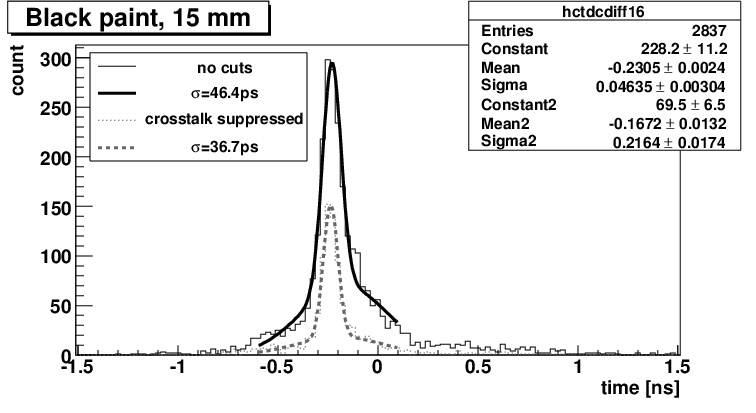 Black paint, 15 mm
hctdcdiff16
Entries 2837
Constant 228.2 ± 11.2
Mean -0.2305 ± 0.0024
Sigma 0.04635 ± 0.00304
Constant2 69.5 ± 6.5
Mean2 -0.1672 ± 0.0132
Sigma2 0.2164 ± 0.0174
count
300
250
200
150
100
50
0
no cuts
σ=46.4ps
crosstalk suppressed
σ=36.7ps
-1.5 -1 -0.5 0 0.5 1 1.5
time [ns]